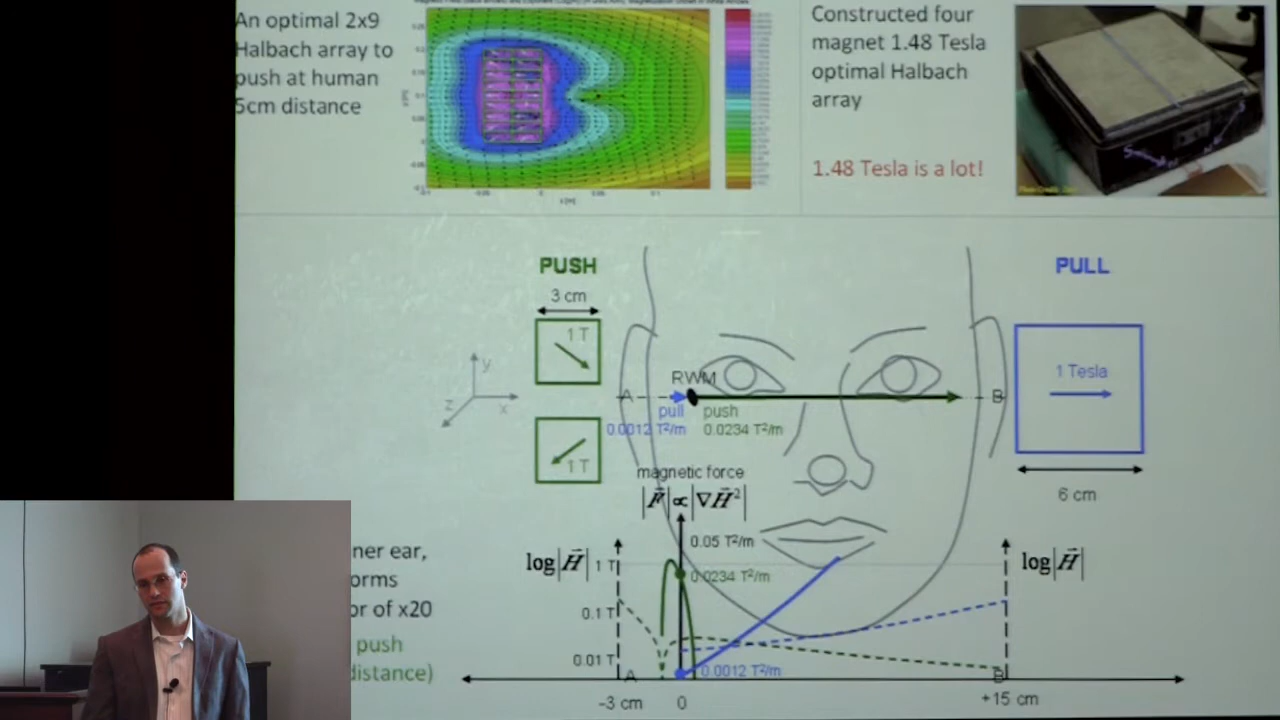 An optimal 2x9
Halbach array to
push at human
5cm distance
Constructed four
magnet 1.48 Tesla
optimal Halbach
array
1.48 Tesla is a lot!
PUSH
3 cm
1 T
1 T
y
x
z
PULL
1 Tesla
6 cm
RWM
A
B
pull
push
0.0012 T²/m
0.0234 T²/m
magnetic force
|F⃗|∝|∇H⃗²|
0.05 T²/m
0.0234 T²/m
0.0012 T²/m
log|H⃗|
1 T
0.1 T
0.01 T
log|H⃗|
A
B
-3 cm
0
+15 cm
ner ear,
orms
or of x20
push
distance)